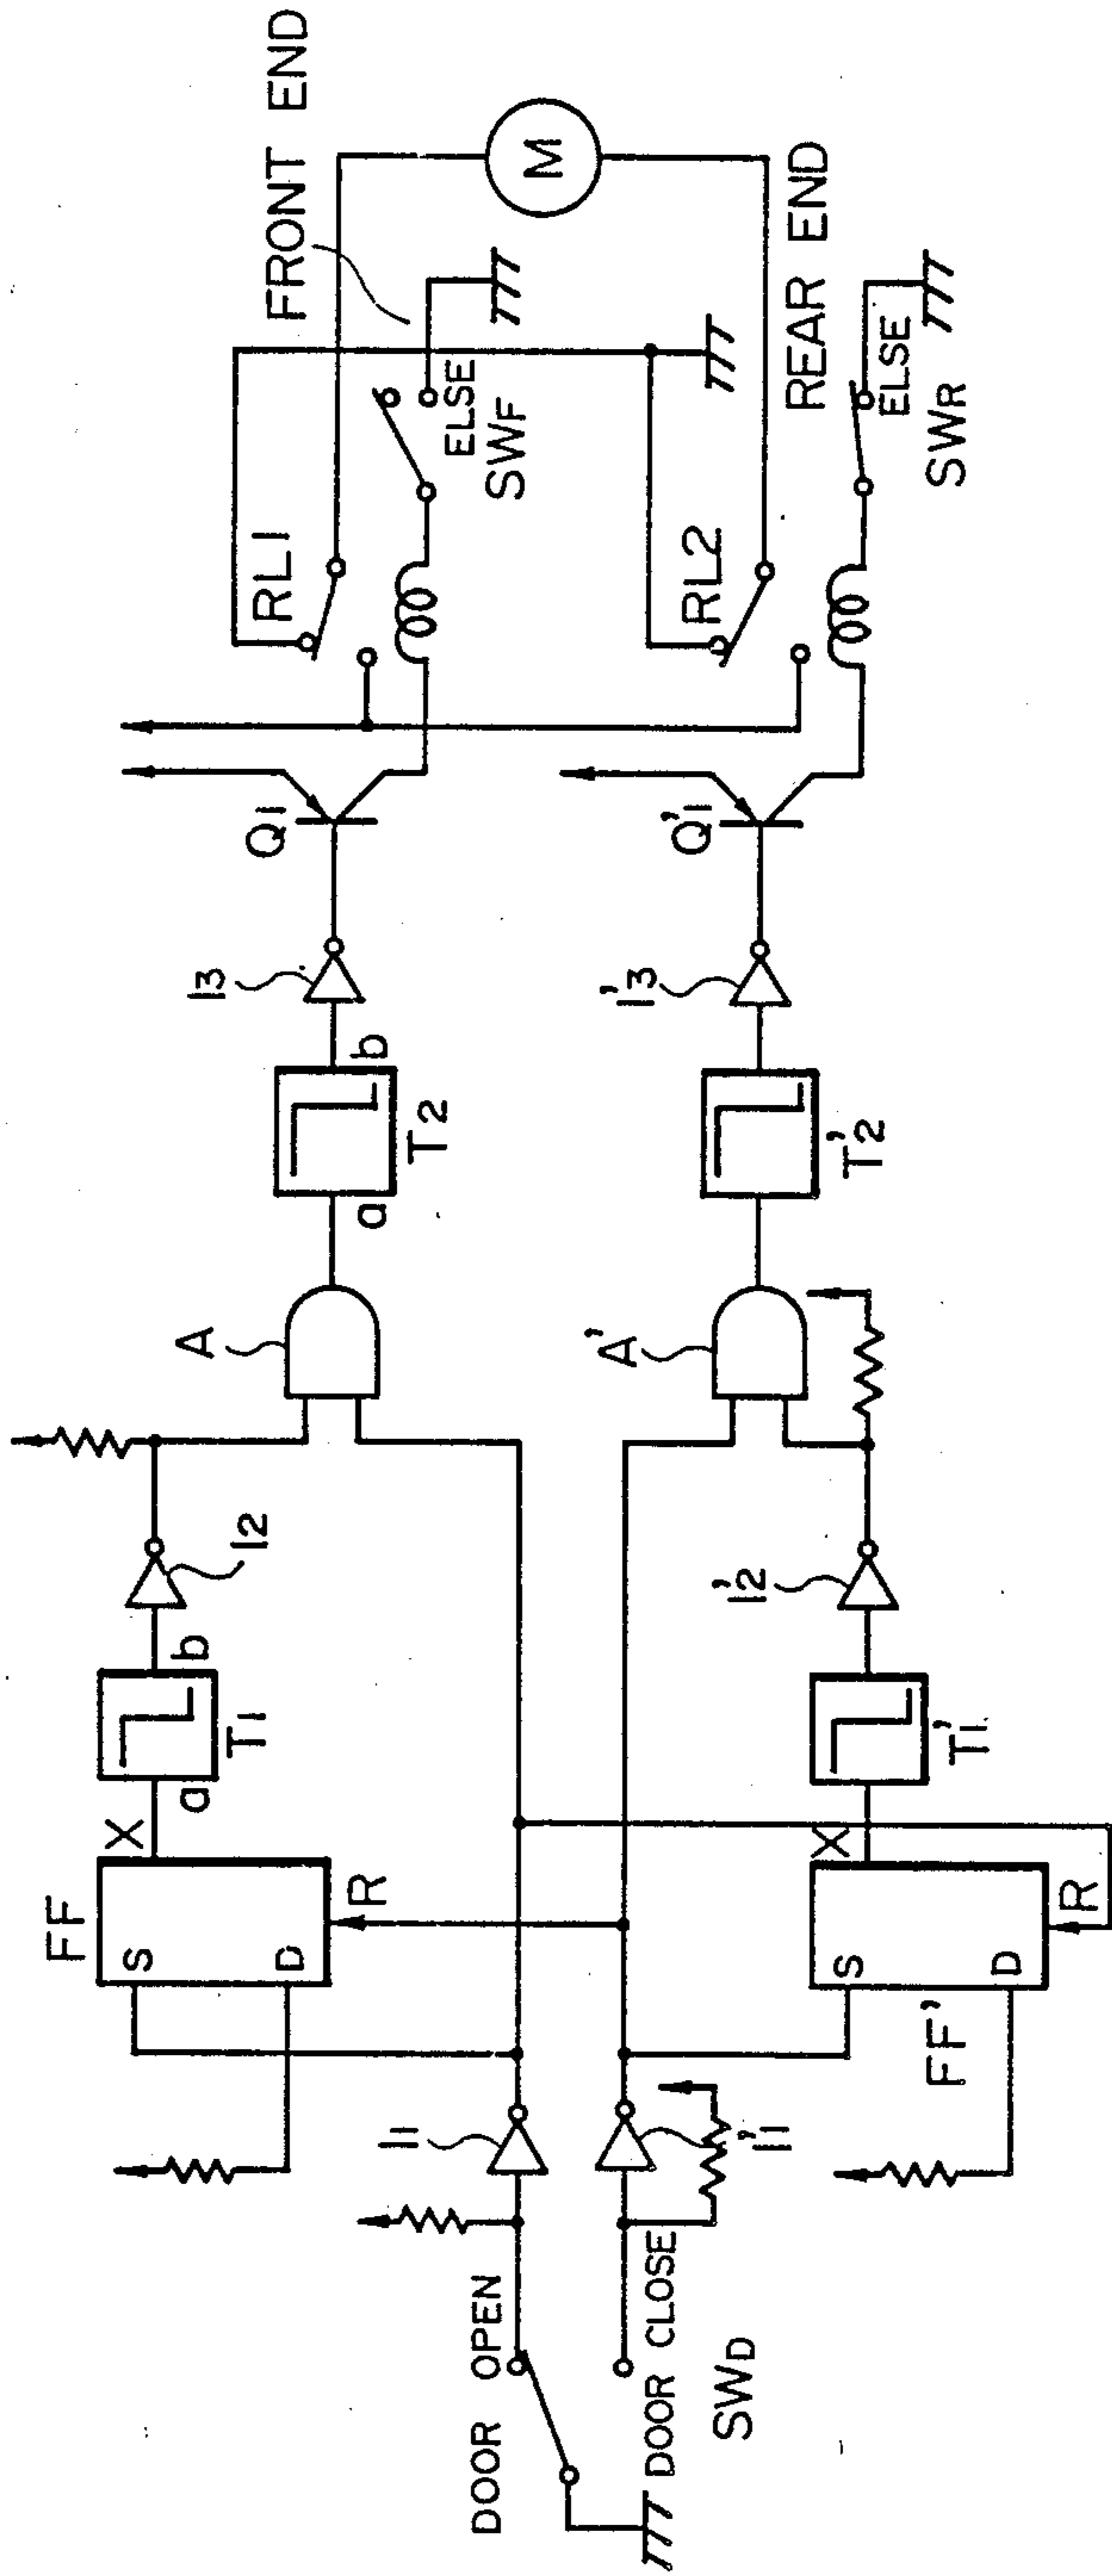 FF
S
D
X
R
a
T1
b
I2
A
a
T2
b
I3
Q1
RL1
FRONT END
ELSE
SWF
M
DOOR OPEN
I1
DOOR CLOSE
SWD
I'1
FF'
S
D
X
R
T'1
I'2
A'
T'2
I'3
Q'1
RL2
REAR END
ELSE
SWR